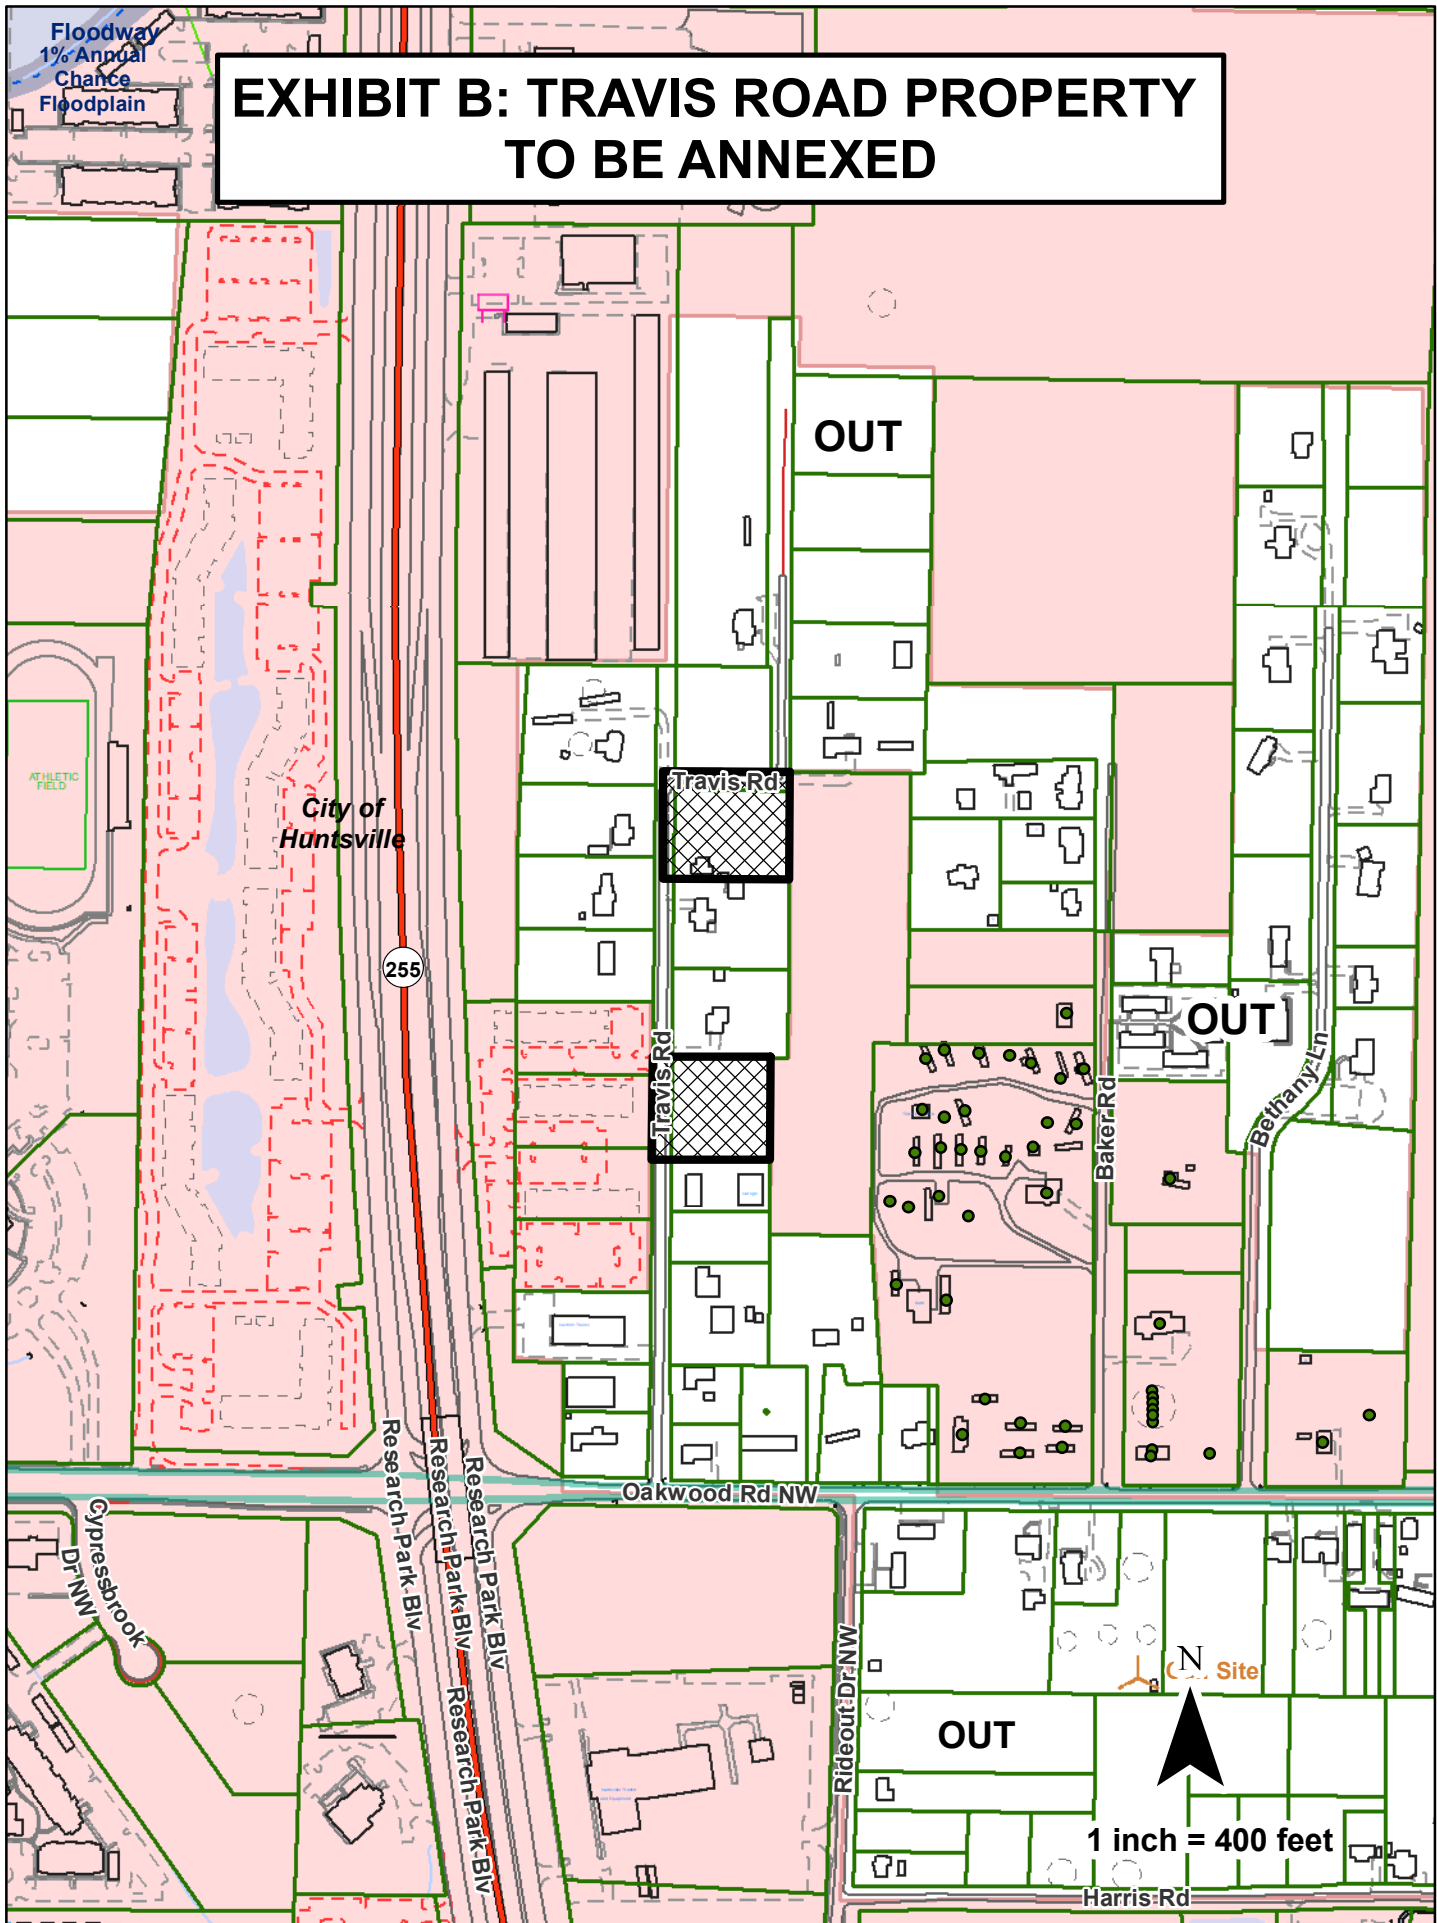 Floodway
1% Annual
Chance
Floodplain
EXHIBIT B: TRAVIS ROAD PROPERTY
TO BE ANNEXED
OUT
ATHLETIC
FIELD
City of
Huntsville
Travis Rd
255
OUT
Travis Rd
Baker Rd
Bethany Ln
Research Park Blv
Research Park Blv
Research Park Blv
Oakwood Rd NW
Cypressbrook
Dr NW
Rideout Dr NW
N
Site
Research Park Blv
OUT
1 inch = 400 feet
Harris Rd